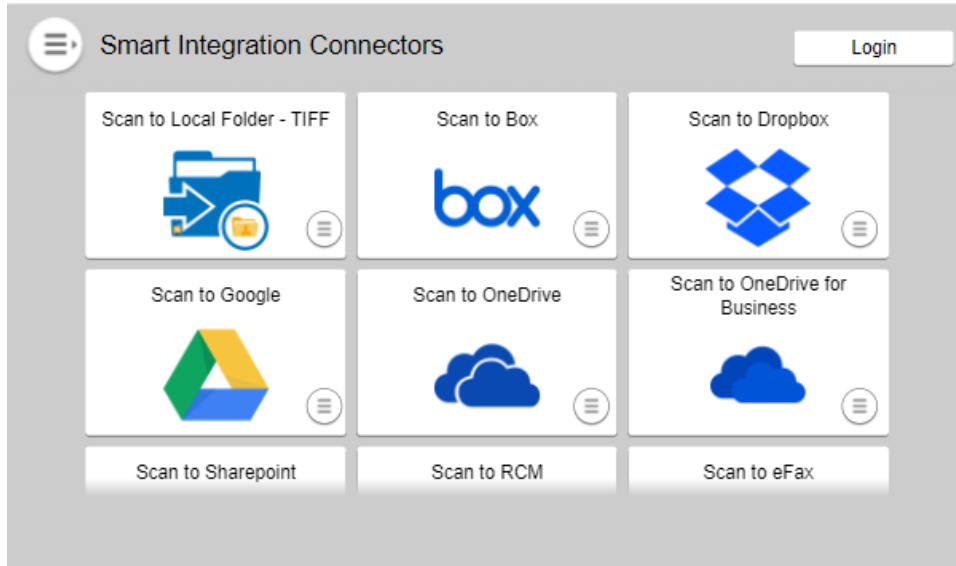 Smart Integration Connectors
Login
Scan to Local Folder - TIFF
Scan to Box
Scan to Dropbox
box
Scan to Google
Scan to OneDrive
Scan to OneDrive for
Business
Scan to Sharepoint
Scan to RCM
Scan to eFax